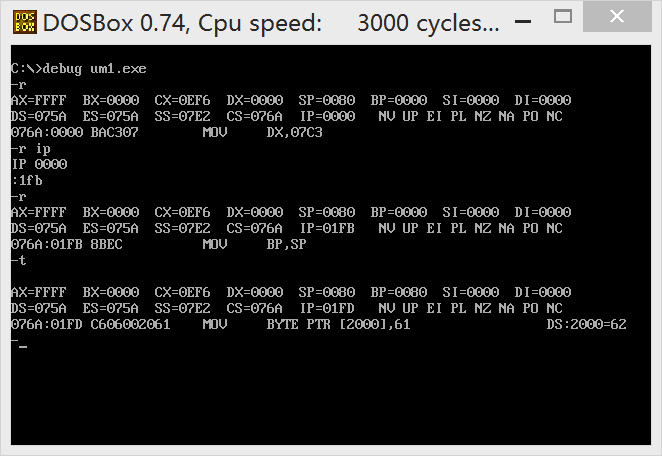 DOS
BOX
DOSBox 0.74, Cpu speed:    3000 cycles...
C:\>debug um1.exe
-r
AX=FFFF  BX=0000  CX=0EF6  DX=0000  SP=0080  BP=0000  SI=0000  DI=0000
DS=075A  ES=075A  SS=07E2  CS=076A  IP=0000   NV UP EI PL NZ NA PO NC
076A:0000 BAC307        MOV     DX,07C3
-r ip
IP 0000
:1fb
-r
AX=FFFF  BX=0000  CX=0EF6  DX=0000  SP=0080  BP=0000  SI=0000  DI=0000
DS=075A  ES=075A  SS=07E2  CS=076A  IP=01FB   NV UP EI PL NZ NA PO NC
076A:01FB 8BEC          MOV     BP,SP
-t
AX=FFFF  BX=0000  CX=0EF6  DX=0000  SP=0080  BP=0080  SI=0000  DI=0000
DS=075A  ES=075A  SS=07E2  CS=076A  IP=01FD   NV UP EI PL NZ NA PO NC
076A:01FD C606002061    MOV     BYTE PTR [2000],61                 DS:2000=62
-_